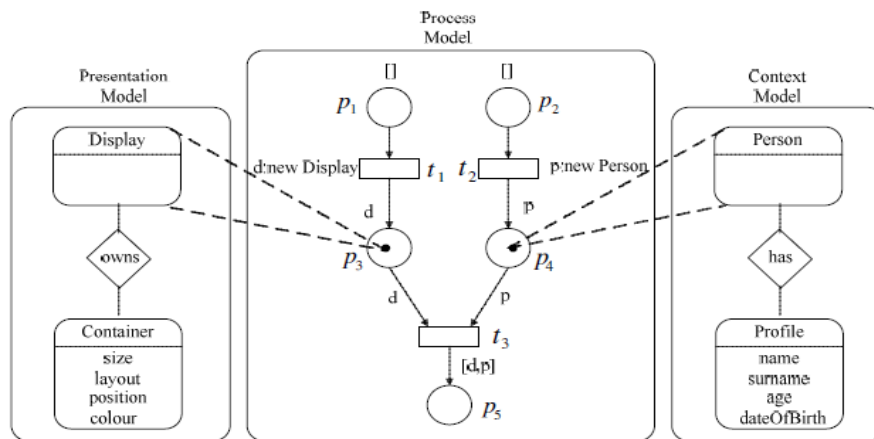 Process
Model
Presentation
Model
Context
Model
[] []
p1 p2
Display
Person
d:new Display t1 t2 p:new Person
d p
p3 p4
owns
has
d p
Container
size
layout
position
colour
Profile
name
surname
age
dateOfBirth
t3
[d,p]
p5